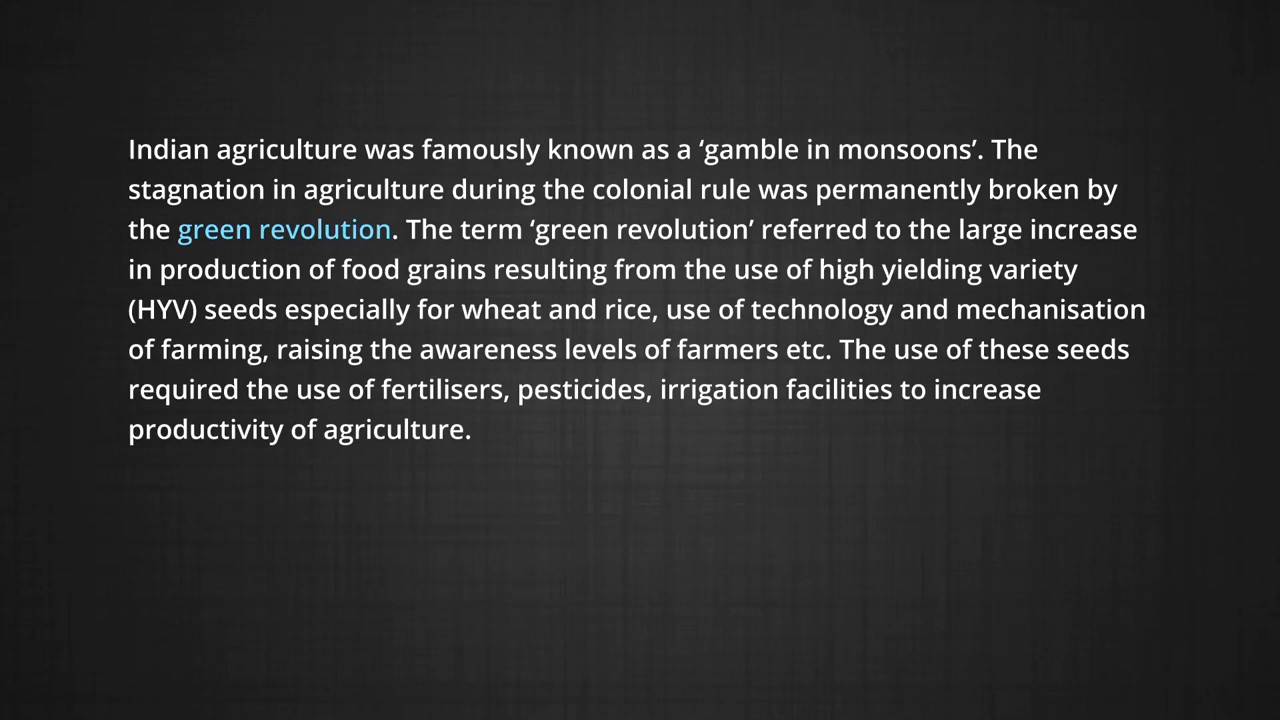 Indian agriculture was famously known as a ‘gamble in monsoons’. The
stagnation in agriculture during the colonial rule was permanently broken by
the green revolution. The term ‘green revolution’ referred to the large increase
in production of food grains resulting from the use of high yielding variety
(HYV) seeds especially for wheat and rice, use of technology and mechanisation
of farming, raising the awareness levels of farmers etc. The use of these seeds
required the use of fertilisers, pesticides, irrigation facilities to increase
productivity of agriculture.